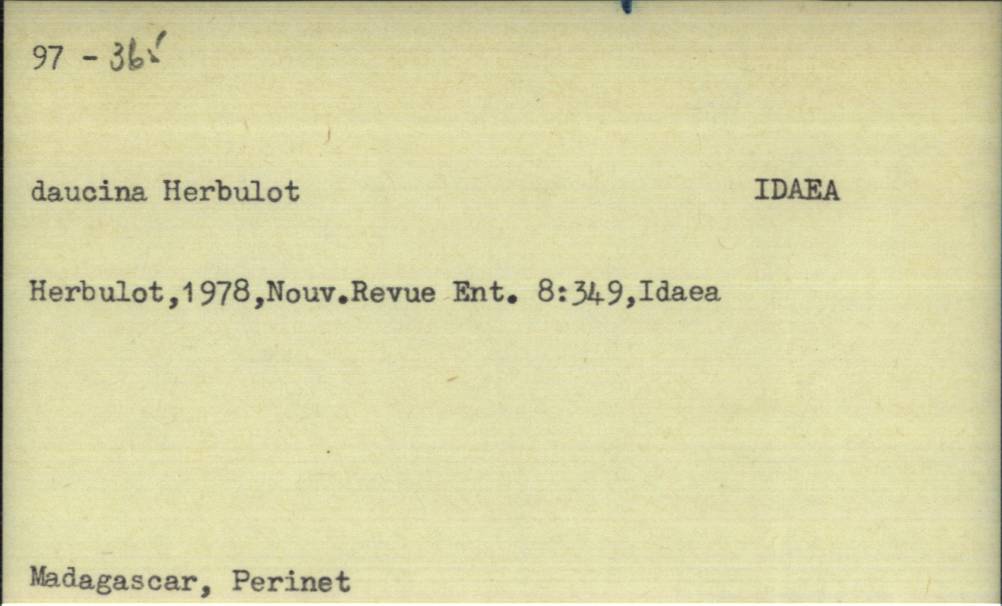 97 - 36
daucina Herbulot IDAEA
Herbulot,1978,Nouv.Revue Ent. 8:349,Idaea
Madagascar, Perinet